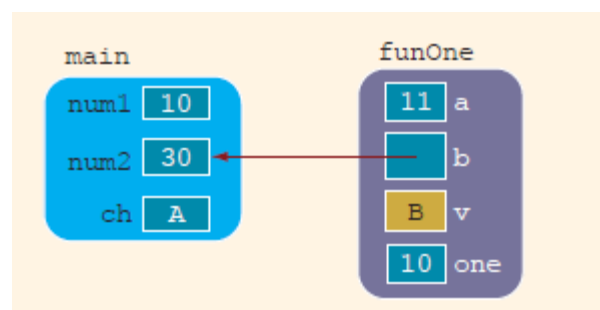 main
num1 10
num2 30
ch A
funOne
11 a
b
B v
10 one